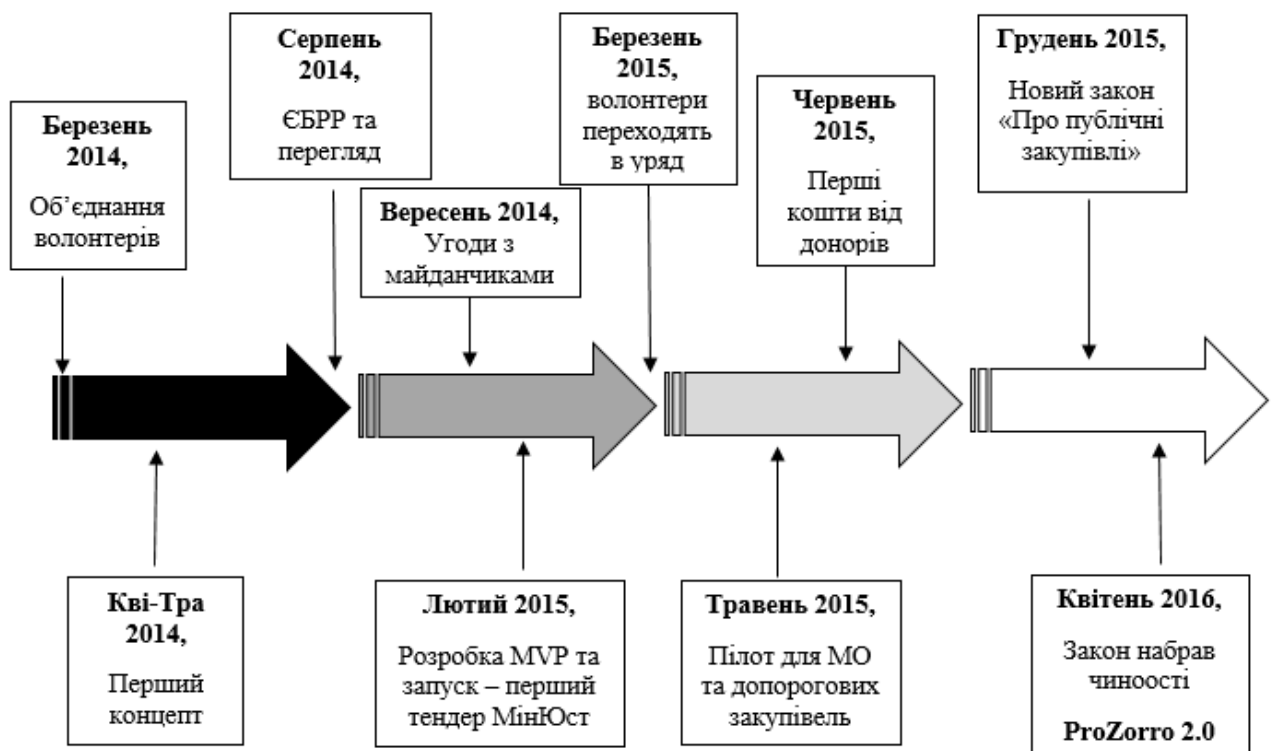 Березень
2014,
Об’єднання
волонтерів
Серпень
2014,
ЄБРР та
перегляд
Вересень 2014,
Угоди з
майданчиками
Березень
2015,
волонтери
переходять
в уряд
Червень
2015,
Перші
кошти від
донорів
Грудень 2015,
Новий закон
«Про публічні
закупівлі»
Кві-Тра
2014,
Перший
концепт
Лютий 2015,
Розробка MVP та
запуск – перший
тендер МінЮст
Травень 2015,
Пілот для МО
та допорогових
закупівель
Квітень 2016,
Закон набрав
чиноості
ProZorro 2.0